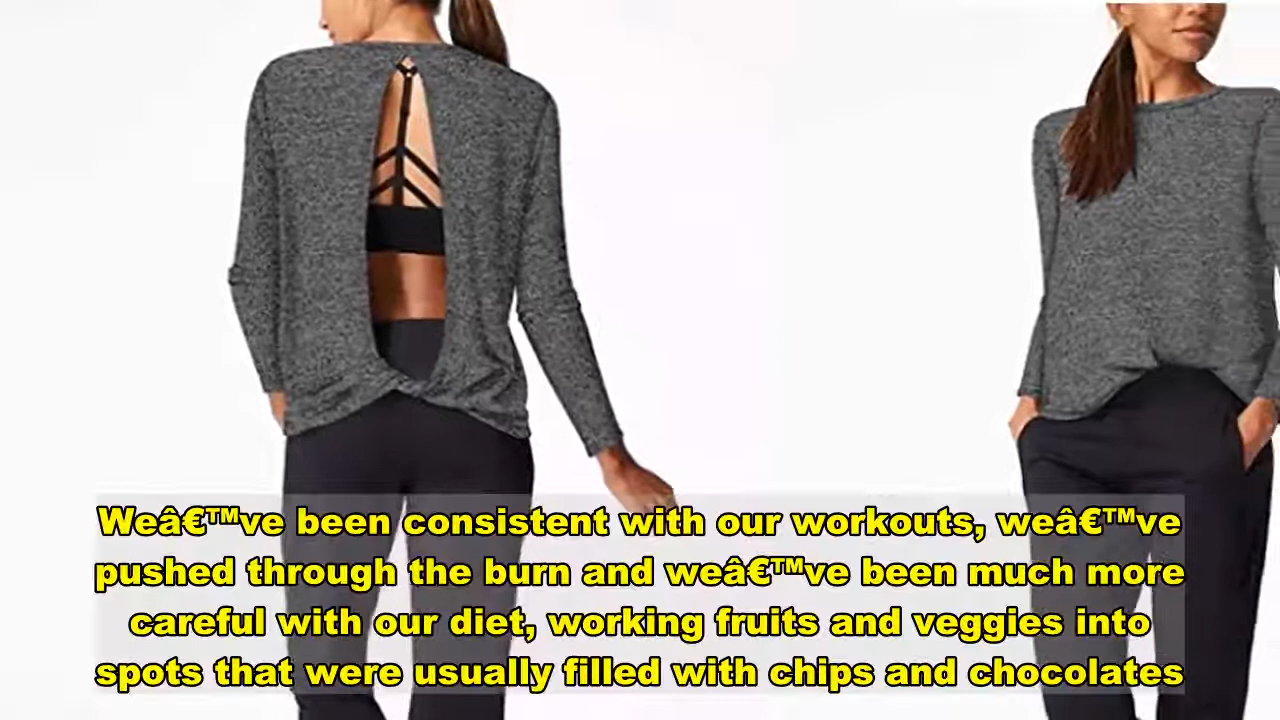 Weâ€™ve been consistent with our workouts, weâ€™ve
pushed through the burn and weâ€™ve been much more
careful with our diet, working fruits and veggies into
spots that were usually filled with chips and chocolates